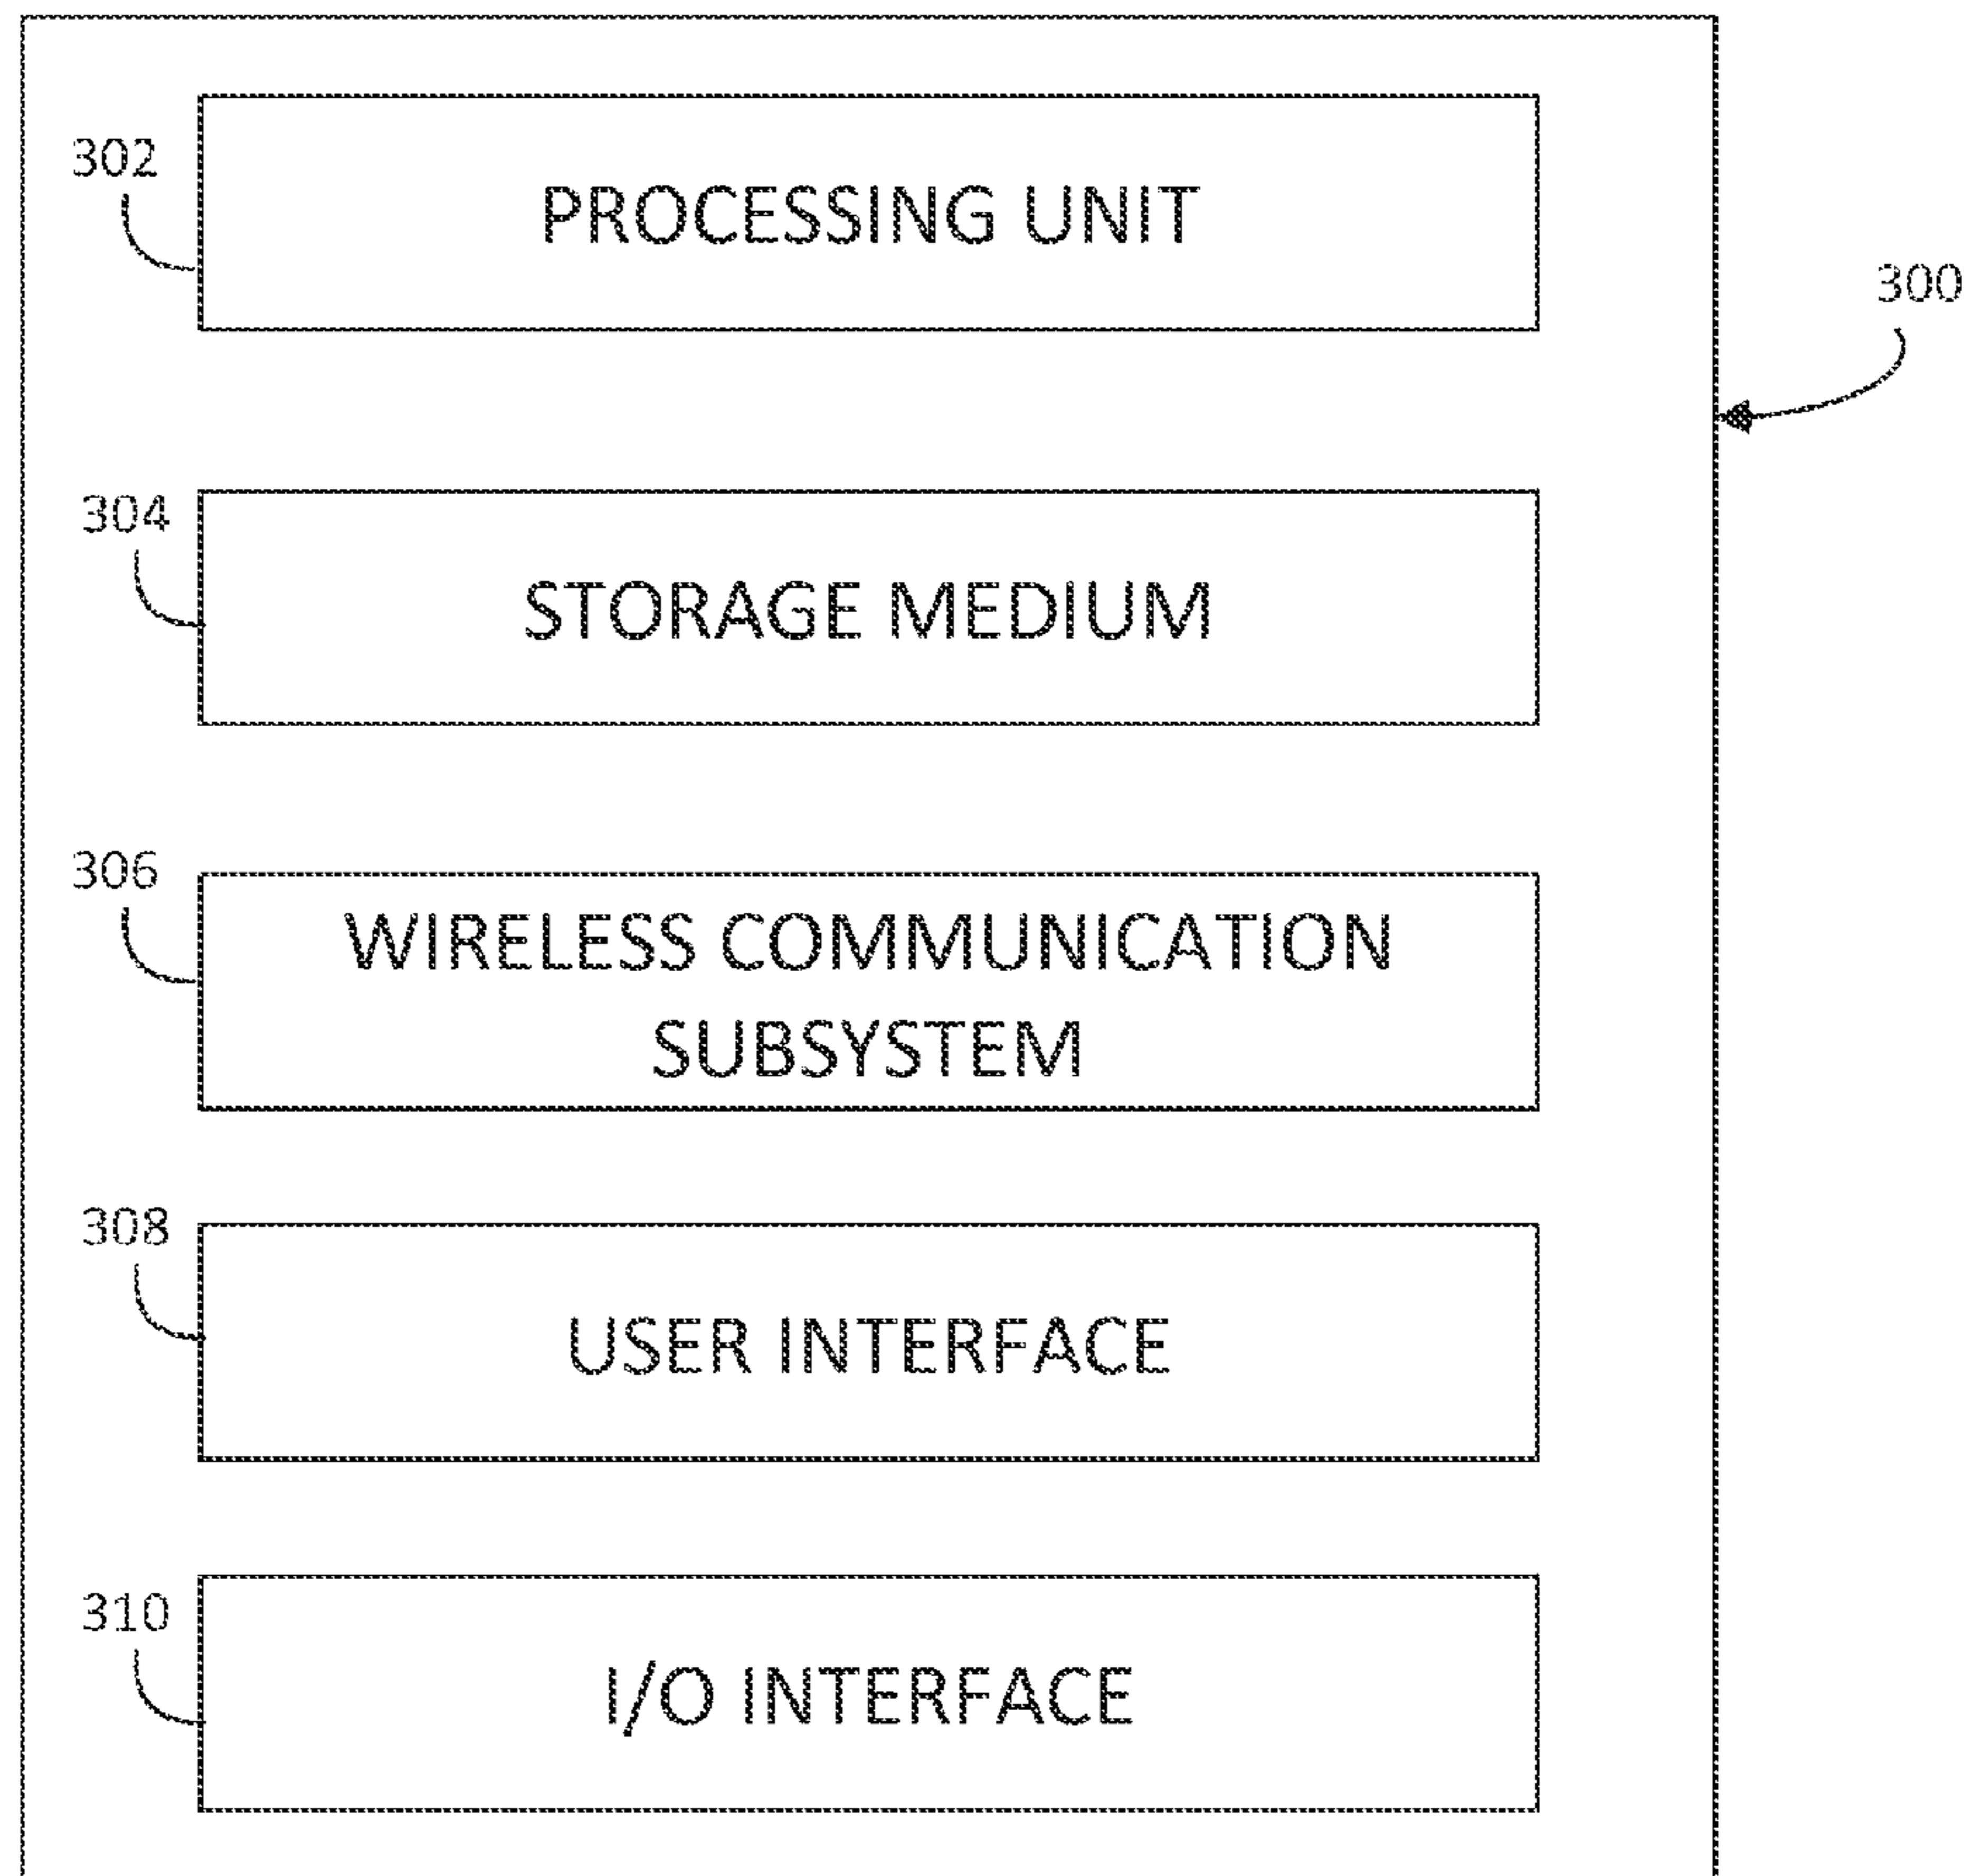 302
PROCESSING UNIT
300
304
STORAGE MEDIUM
306
WIRELESS COMMUNICATION
SUBSYSTEM
308
USER INTERFACE
310
I/O INTERFACE